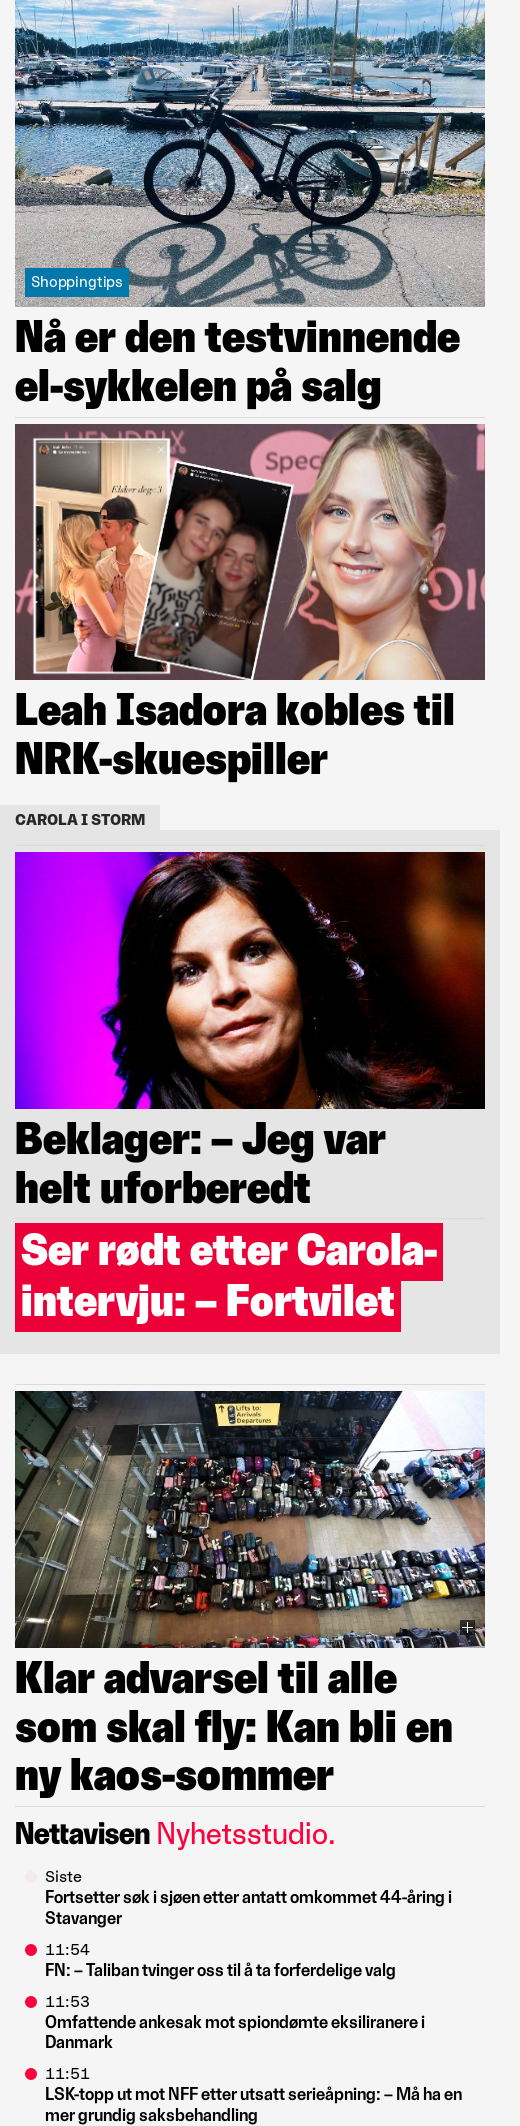 Shoppingtips
Nå er den testvinnende
el-sykkelen på salg
HENDRIX
Spec
Elsker deg<3
Leah Isadora kobles til
NRK-skuespiller
CAROLA I STORM
Beklager: – Jeg var
helt uforberedt
Ser rødt etter Carola-
intervju: – Fortvilet
Lifts to:
Arrivals
Departures
Klar advarsel til alle
som skal fly: Kan bli en
ny kaos-sommer
Nettavisen Nyhetsstudio.
Siste
Fortsetter søk i sjøen etter antatt omkommet 44-åring i
Stavanger
11:54
FN: – Taliban tvinger oss til å ta forferdelige valg
11:53
Omfattende ankesak mot spiondømte eksiliranere i
Danmark
11:51
LSK-topp ut mot NFF etter utsatt serieåpning: – Må ha en
mer grundig saksbehandling